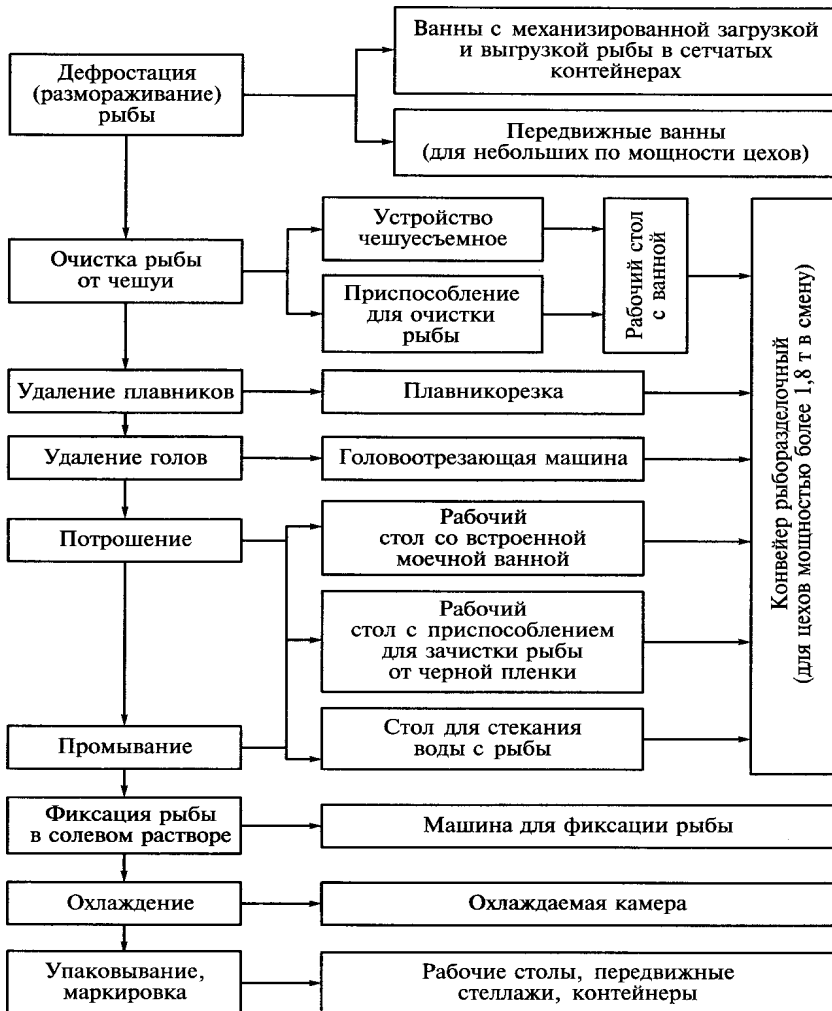 Дефростация
(размораживание)
рыбы
Ванны с механизированной загрузкой
и выгрузкой рыбы в сетчатых
контейнерах
Передвижные ванны
(для небольших по мощности цехов)
Очистка рыбы
от чешуи
Устройство
чешуесъемное
Приспособление
для очистки
рыбы
Рабочий стол
с ванной
Конвейер рыборазделочный
(для цехов мощностью более 1,8 т в смену)
Удаление плавников
Плавникорезка
Удаление голов
Головоотрезающая машина
Потрошение
Рабочий
стол со встроенной
моечной ванной
Рабочий
стол с приспособлением
для зачистки рыбы
от черной пленки
Промывание
Стол для стекания
воды с рыбы
Фиксация рыбы
в солевом растворе
Машина для фиксации рыбы
Охлаждение
Охлаждаемая камера
Упаковывание,
маркировка
Рабочие столы, передвижные
стеллажи, контейнеры